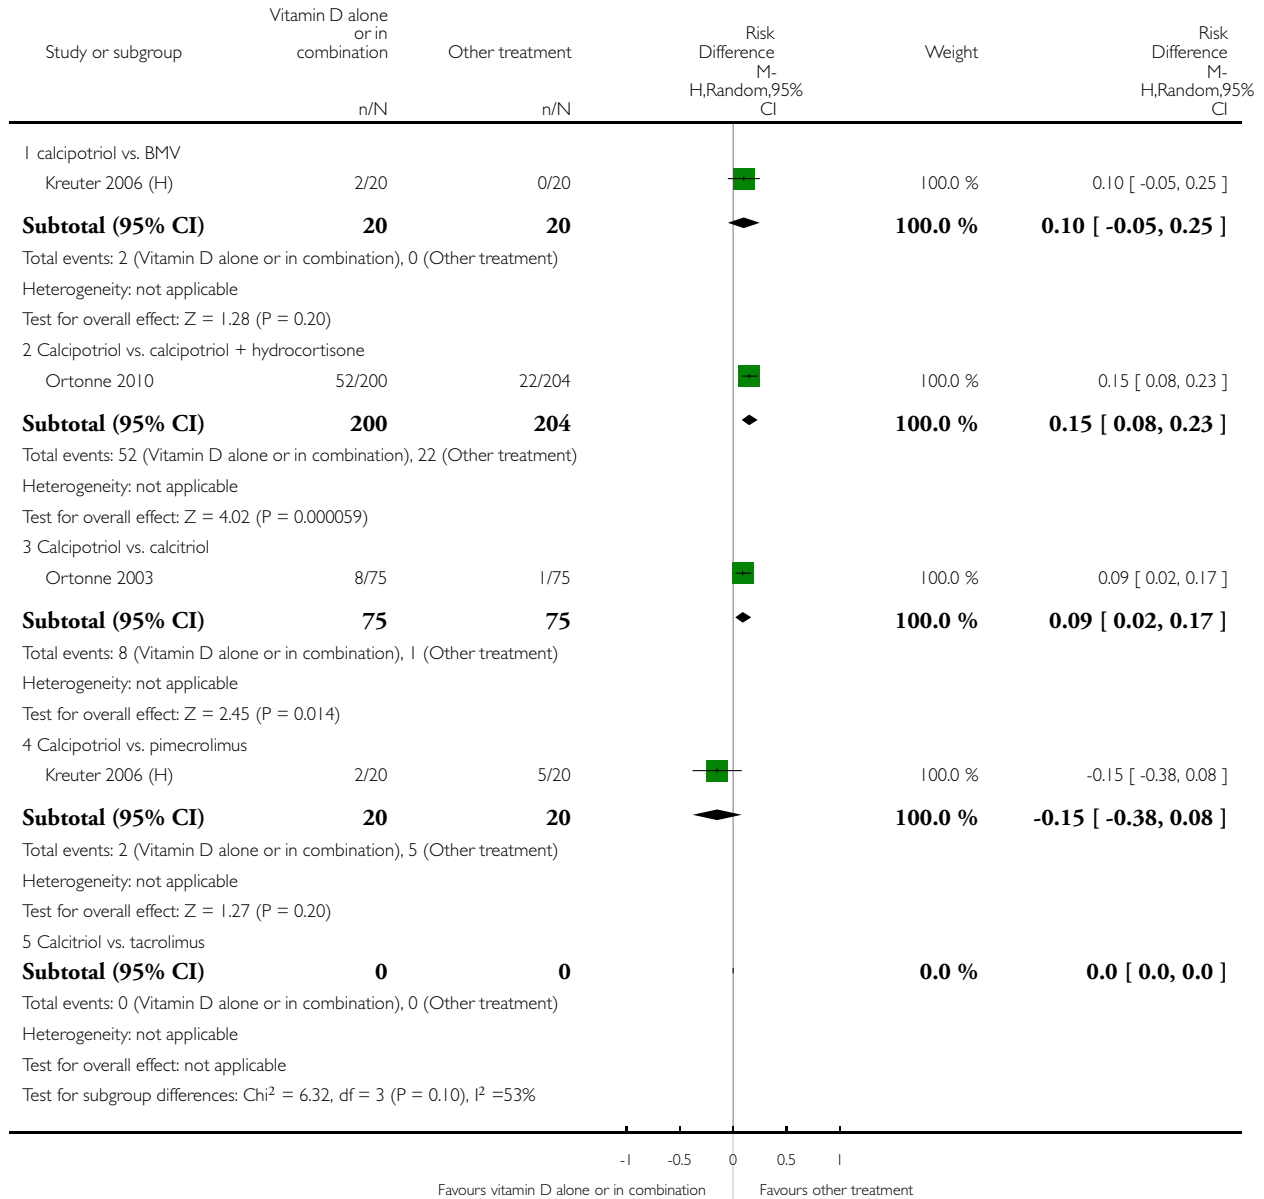 Vitamin D alone
or in
combination
Study or subgroup
Other treatment
Risk
Difference
M-
H,Random,95%
CI
Weight
Risk
Difference
M-
H,Random,95%
CI
n/N n/N
1 calcipotriol vs. BMV
Kreuter 2006 (H) 2/20 0/20 100.0 % 0.10 [ -0.05, 0.25 ]
Subtotal (95% CI) 20 20 100.0 % 0.10 [ -0.05, 0.25 ]
Total events: 2 (Vitamin D alone or in combination), 0 (Other treatment)
Heterogeneity: not applicable
Test for overall effect: Z = 1.28 (P = 0.20)
2 Calcipotriol vs. calcipotriol + hydrocortisone
Ortonne 2010 52/200 22/204 100.0 % 0.15 [ 0.08, 0.23 ]
Subtotal (95% CI) 200 204 100.0 % 0.15 [ 0.08, 0.23 ]
Total events: 52 (Vitamin D alone or in combination), 22 (Other treatment)
Heterogeneity: not applicable
Test for overall effect: Z = 4.02 (P = 0.000059)
3 Calcipotriol vs. calcitriol
Ortonne 2003 8/75 1/75 100.0 % 0.09 [ 0.02, 0.17 ]
Subtotal (95% CI) 75 75 100.0 % 0.09 [ 0.02, 0.17 ]
Total events: 8 (Vitamin D alone or in combination), 1 (Other treatment)
Heterogeneity: not applicable
Test for overall effect: Z = 2.45 (P = 0.014)
4 Calcipotriol vs. pimecrolimus
Kreuter 2006 (H) 2/20 5/20 100.0 % -0.15 [ -0.38, 0.08 ]
Subtotal (95% CI) 20 20 100.0 % -0.15 [ -0.38, 0.08 ]
Total events: 2 (Vitamin D alone or in combination), 5 (Other treatment)
Heterogeneity: not applicable
Test for overall effect: Z = 1.27 (P = 0.20)
5 Calcitriol vs. tacrolimus
Subtotal (95% CI) 0 0 0.0 % 0.0 [ 0.0, 0.0 ]
Total events: 0 (Vitamin D alone or in combination), 0 (Other treatment)
Heterogeneity: not applicable
Test for overall effect: not applicable
Test for subgroup differences: Chi² = 6.32, df = 3 (P = 0.10), I² =53%
-1 -0.5 0 0.5 1
Favours vitamin D alone or in combination Favours other treatment